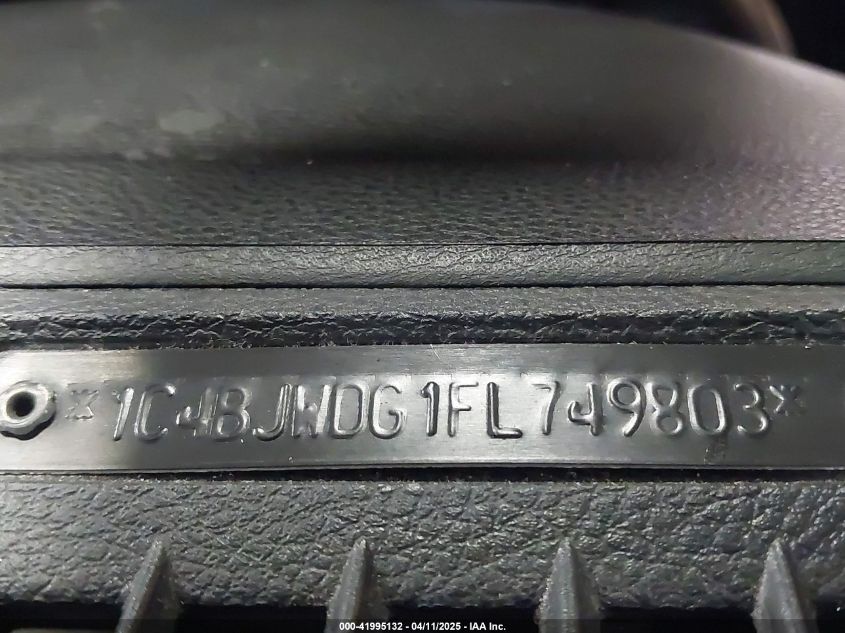 *1C4BJWDG1FL749803*
000-41995132 - 04/11/2025 - IAA Inc.